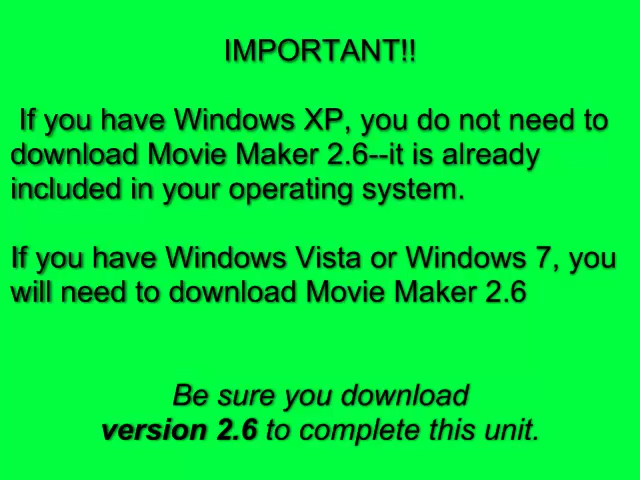 IMPORTANT!!
If you have Windows XP, you do not need to
download Movie Maker 2.6--it is already
included in your operating system.
If you have Windows Vista or Windows 7, you
will need to download Movie Maker 2.6
Be sure you download
version 2.6 to complete this unit.